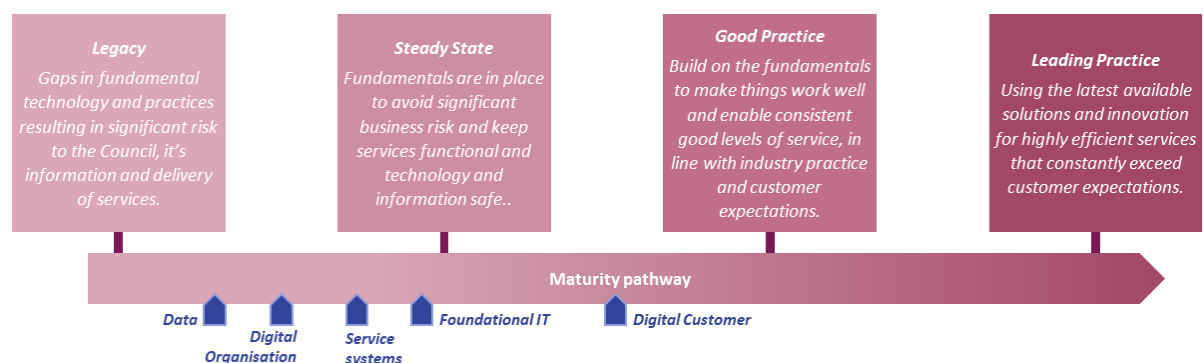 Legacy
Gaps in fundamental
technology and practices
resulting in significant risk
to the Council, it's
information and delivery
of services.
Steady State
Fundamentals are in place
to avoid significant
business risk and keep
services functional and
technology and
information safe..
Good Practice
Build on the fundamentals
to make things work well
and enable consistent
good levels of service, in
line with industry practice
and customer
expectations.
Leading Practice
Using the latest available
solutions and innovation
for highly efficient services
that constantly exceed
customer expectations.
Maturity pathway
Data
Digital
Organisation
Service
systems
Foundational IT
Digital Customer